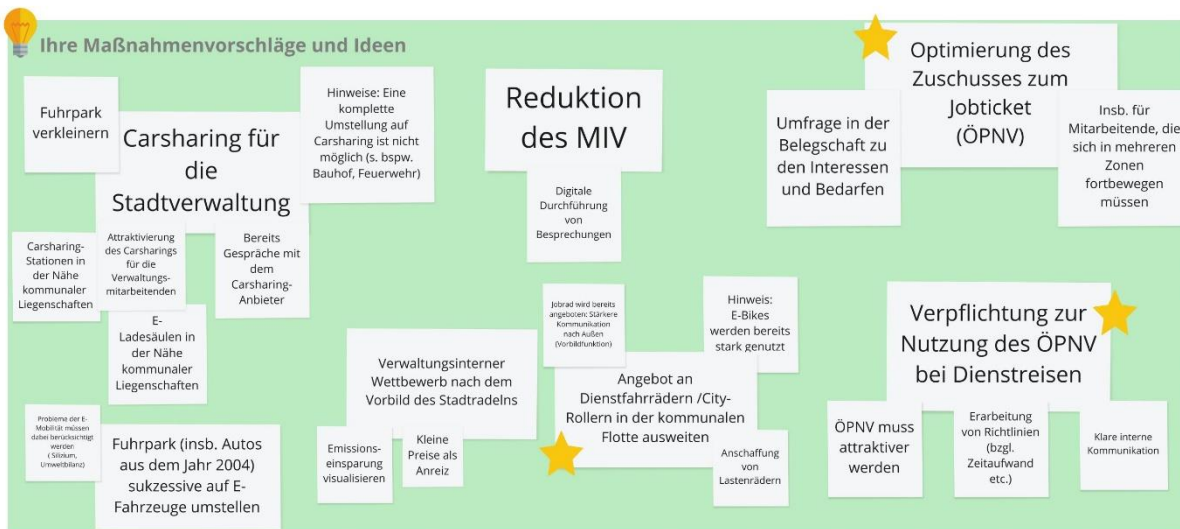 Ihre Maßnahmenvorschläge und Ideen
Fuhrpark
verkleinern
Carsharing für
die
Stadtverwaltung
Hinweise: Eine
komplette
Umstellung auf
Carsharing ist nicht
möglich (s. bspw.
Bauhof, Feuerwehr)
Carsharing-
Stationen in
der Nähe
kommunaler
Liegenschaften
Attraktivierung
des Carsharings
für die
Verwaltungs-
mitarbeitenden
Bereits
Gespräche mit
dem
Carsharing-
Anbieter
E-
Ladesäulen in
der Nähe
kommunaler
Liegenschaften
Probleme der E-
Mobilität müssen
dabei berücksichtigt
werden
( Silizium,
Umweltbilanz)
Fuhrpark (insb. Autos
aus dem Jahr 2004)
sukzessive auf E-
Fahrzeuge umstellen
Reduktion
des MIV
Digitale
Durchführung
von
Besprechungen
Verwaltungsinterner
Wettbewerb nach dem
Vorbild des Stadtradelns
Emissions-
einsparung
visualisieren
Kleine
Preise als
Anreiz
Jobrad wird bereits
angeboten: Stärkere
Kommunikation
nach Außen
(Vorbildfunktion)
Hinweis:
E-Bikes
werden bereits
stark genutzt
Angebot an
Dienstfahrrädern /City-
Rollern in der kommunalen
Flotte ausweiten
Anschaffung
von
Lastenrädern
Optimierung des
Zuschusses zum
Jobticket
(ÖPNV)
Umfrage in der
Belegschaft zu
den Interessen
und Bedarfen
Insb. für
Mitarbeitende, die
sich in mehreren
Zonen
fortbewegen
müssen
Verpflichtung zur
Nutzung des ÖPNV
bei Dienstreisen
ÖPNV muss
attraktiver
werden
Erarbeitung
von Richtlinien
(bzgl.
Zeitaufwand
etc.)
Klare interne
Kommunikation